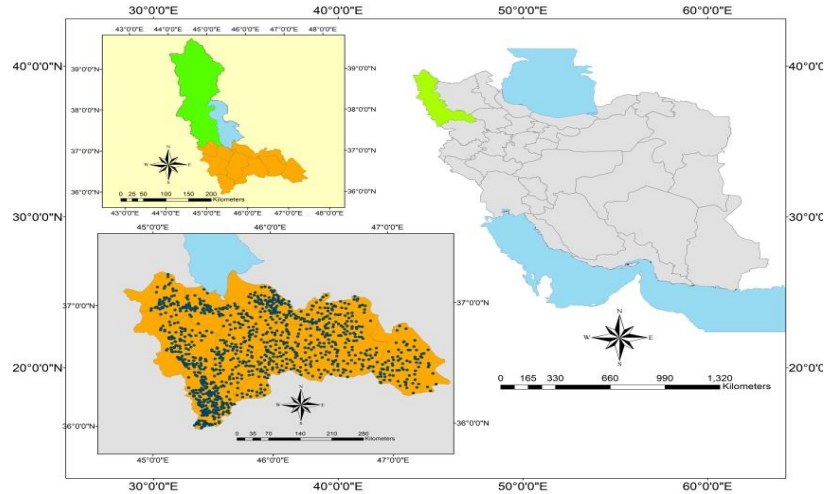 30°0'0"E 40°0'0"E 50°0'0"E 60°0'0"E
43°0'0"E 44°0'0"E 45°0'0"E 46°0'0"E 47°0'0"E 48°0'0"E
40°0'0"N 39°0'0"N 39°0'0"N 40°0'0"N
38°0'0"N 38°0'0"N
37°0'0"N 37°0'0"N
N
W E
S
36°0'0"N 36°0'0"N
0 25 50 100 150 200
Kilometers
43°0'0"E 44°0'0"E 45°0'0"E 46°0'0"E 47°0'0"E 48°0'0"E
30°0'0"N 30°0'0"N
45°0'0"E 46°0'0"E 47°0'0"E
37°0'0"N 37°0'0"N
N
W E
S
20°0'0"N 20°0'0"N
0 165 330 660 990 1,320
Kilometers
N
W E
S
36°0'0"N 36°0'0"N
0 35 70 140 210 280
Kilometers
45°0'0"E 46°0'0"E 47°0'0"E
30°0'0"E 40°0'0"E 50°0'0"E 60°0'0"E